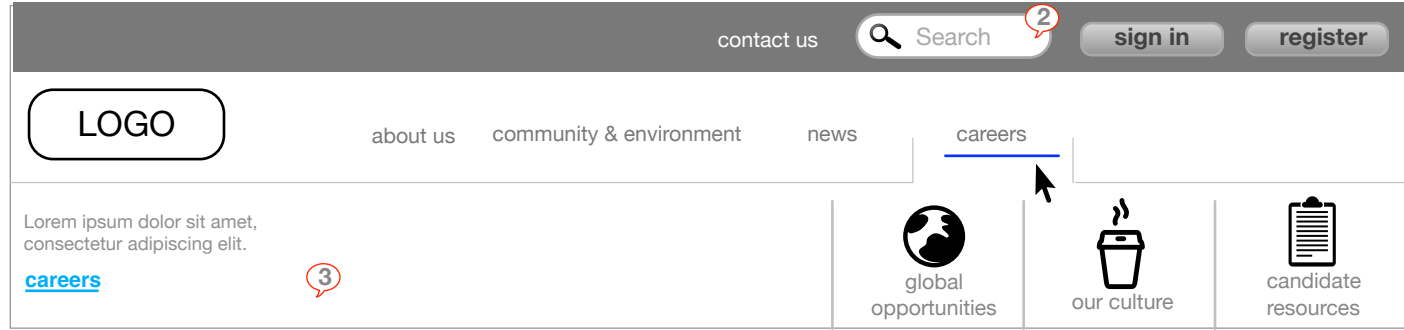 contact us
Search
2
sign in
register
LOGO
about us
community & environment
news
careers
Lorem ipsum dolor sit amet,
consectetur adipiscing elit.
careers
3
global
opportunities
our culture
candidate
resources